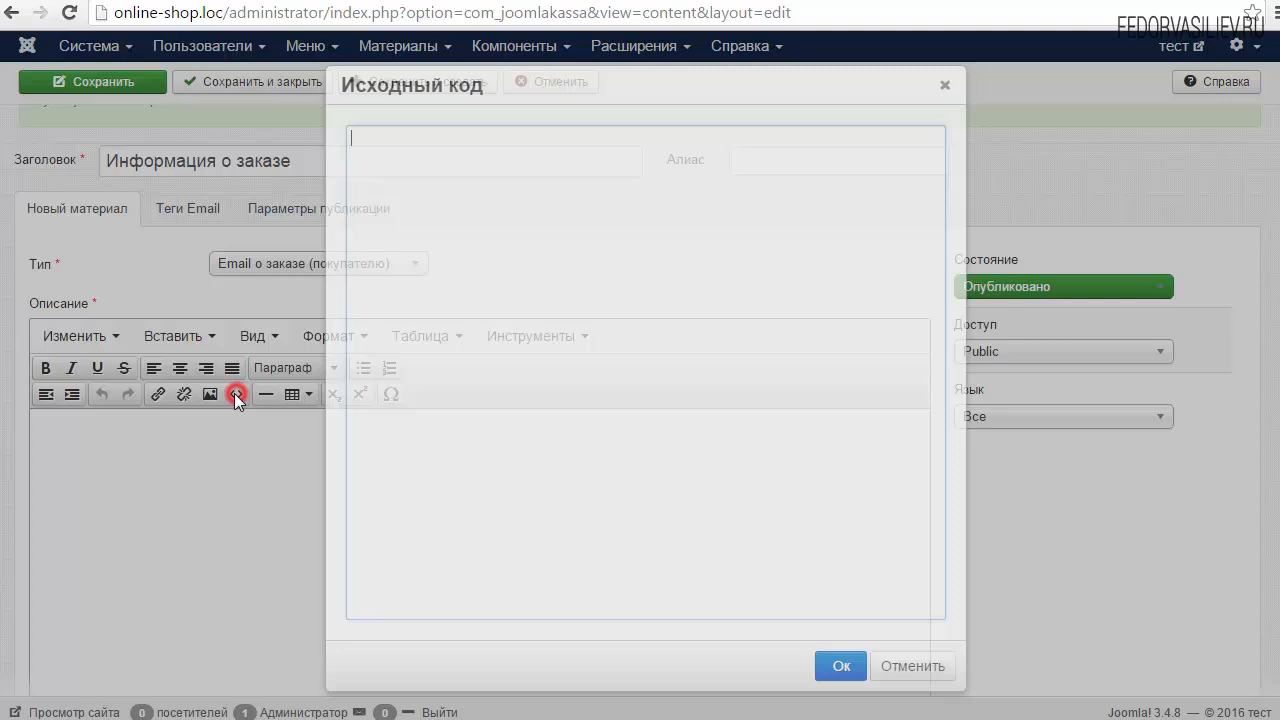 online-shop.loc/administrator/index.php?option=com_joomlakassa&view=content&layout=edit
FEDORVASILIEV.RU
Система Пользователи Меню Материалы Компоненты Расширения Справка тест
Сохранить Сохранить и закрыть Отменить Справка
Исходный код
Заголовок * Информация о заказе Алиас
Новый материал Теги Email Параметры публикации
Тип * Email о заказе (покупателю)
Состояние
Опубликовано
Описание *
Доступ
Изменить Вставить Вид Формат Таблица Инструменты
Public
B I U S Параграф
Язык
Все
Ок Отменить
Просмотр сайта 0 посетителей 1 Администратор 0 Выйти Joomla! 3.4.8 — © 2016 тест